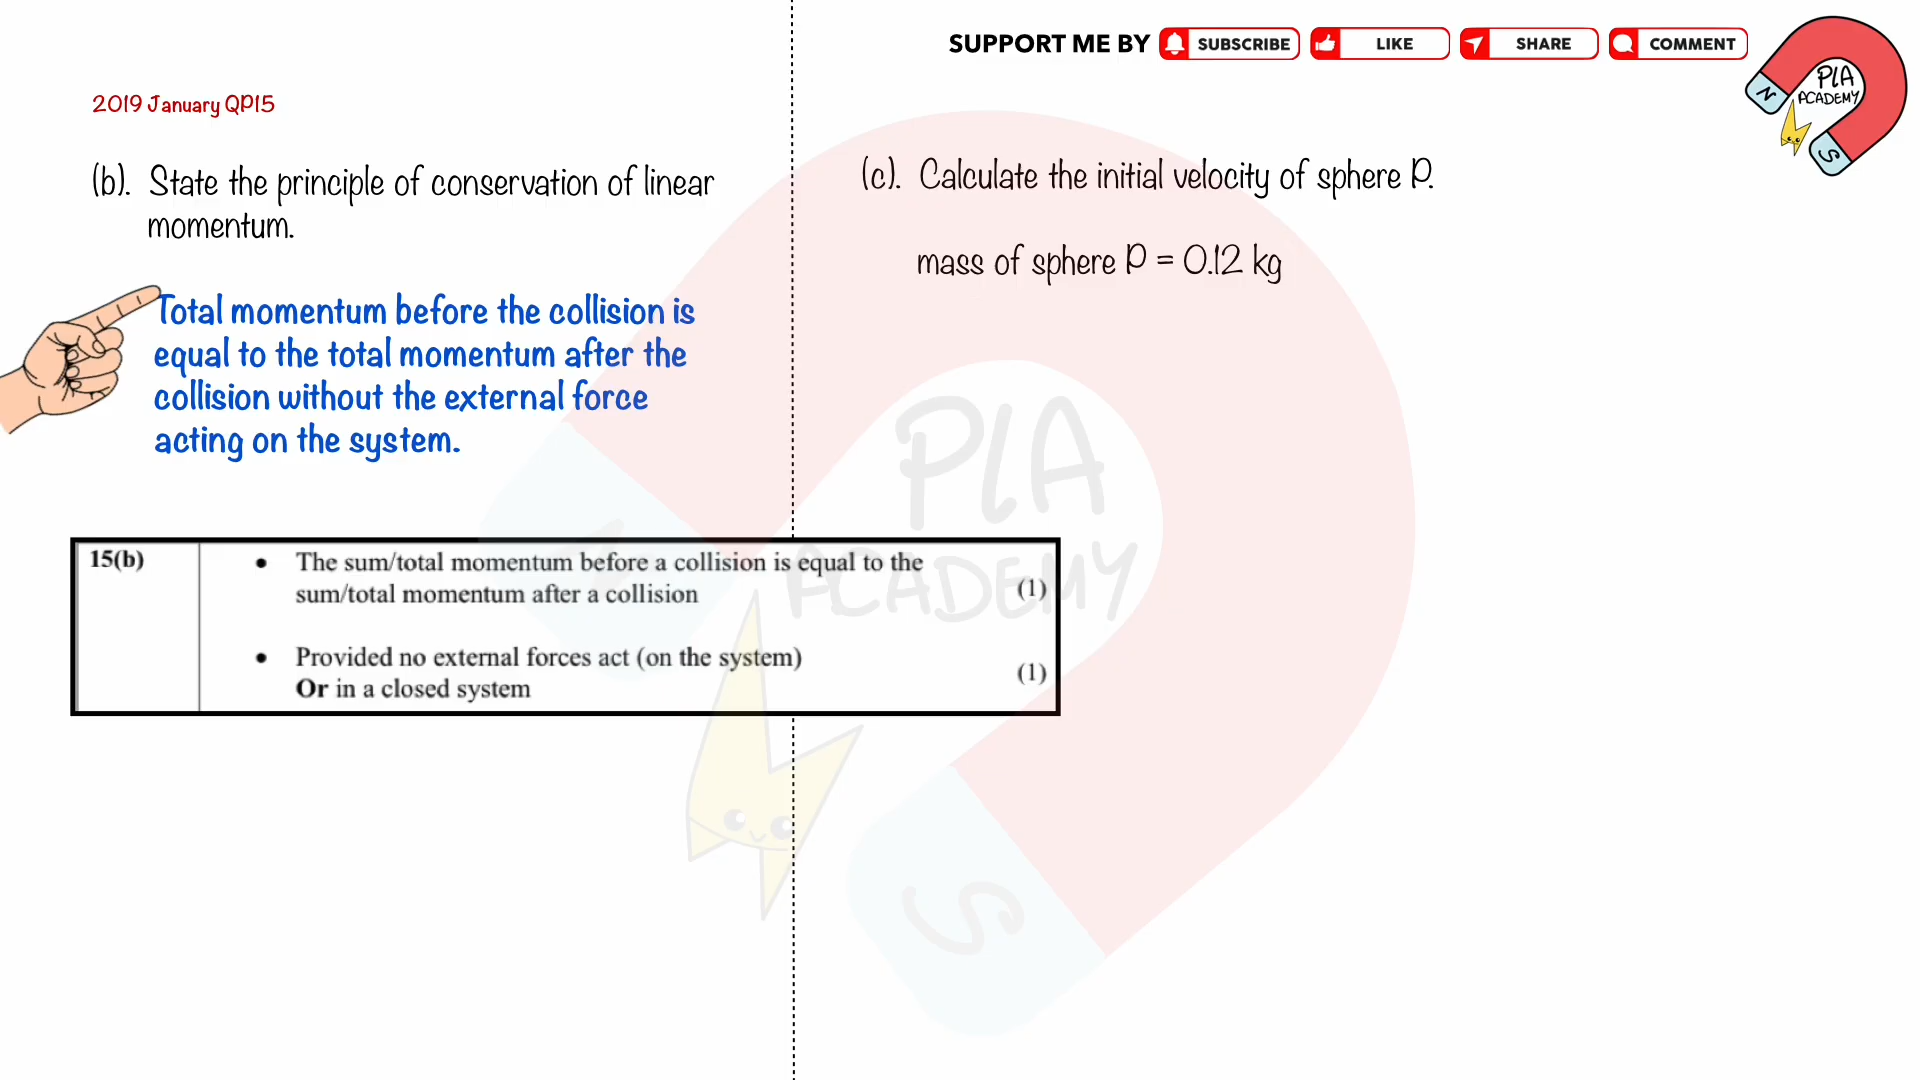 SUPPORT ME BY SUBSCRIBE LIKE SHARE COMMENT
PLA
ACADEMY
N
S
2019 January QP15
(b). State the principle of conservation of linear
momentum.
Total momentum before the collision is
equal to the total momentum after the
collision without the external force
acting on the system.
15(b)
• The sum/total momentum before a collision is equal to the
sum/total momentum after a collision (1)
• Provided no external forces act (on the system)
Or in a closed system (1)
(c). Calculate the initial velocity of sphere P.
mass of sphere P = 0.12 kg
PLA
ACADEMY
N
S